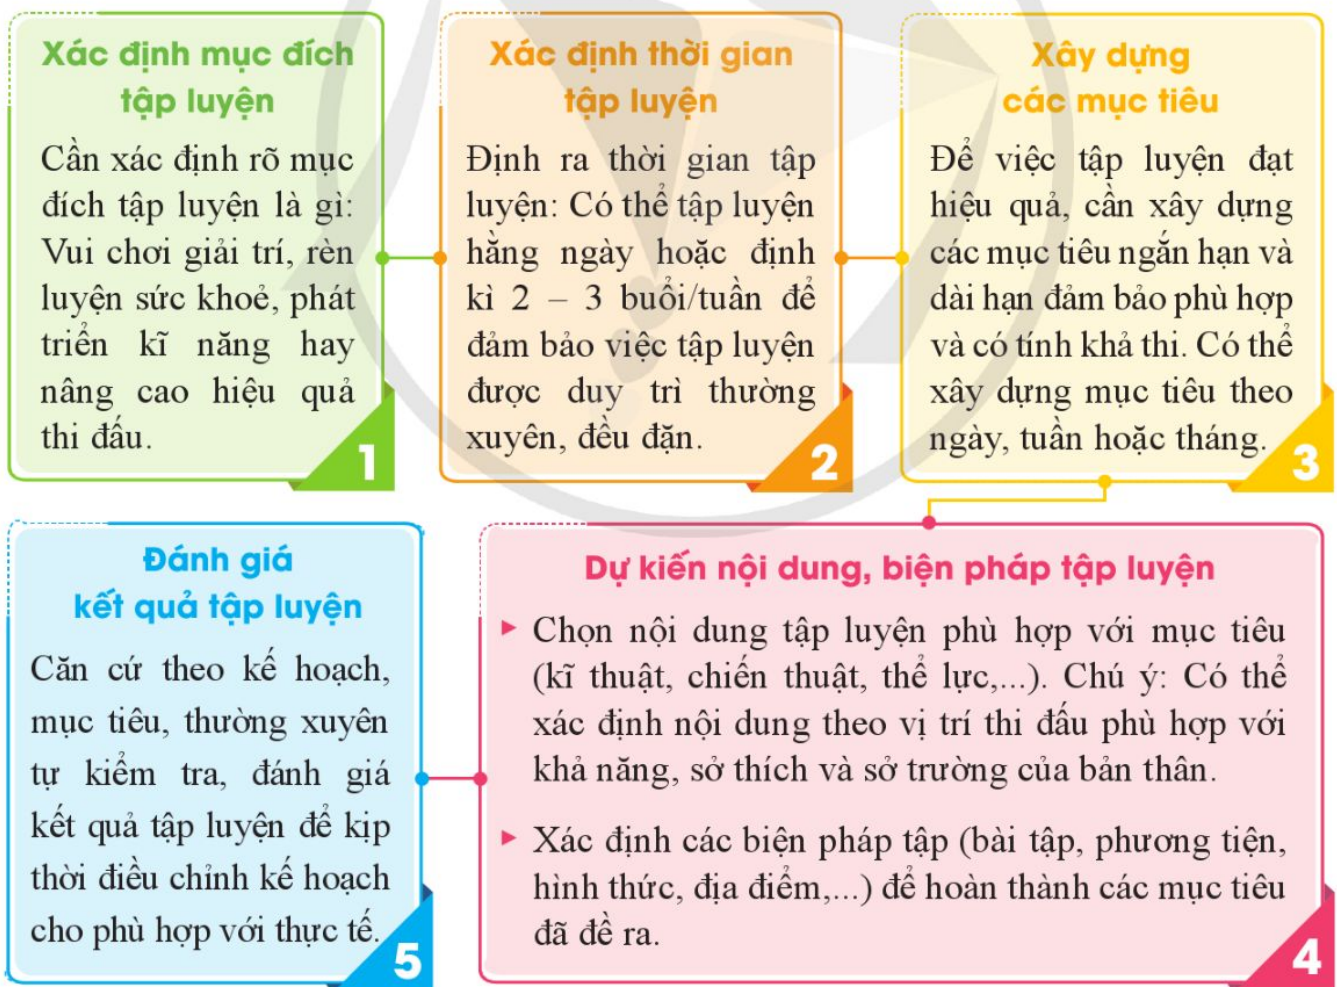 Xác định mục đích
tập luyện
Cần xác định rõ mục
đích tập luyện là gì:
Vui chơi giải trí, rèn
luyện sức khoẻ, phát
triển kĩ năng hay
nâng cao hiệu quả
thi đấu.
1
Xác định thời gian
tập luyện
Định ra thời gian tập
luyện: Có thể tập luyện
hằng ngày hoặc định
kì 2 – 3 buổi/tuần để
đảm bảo việc tập luyện
được duy trì thường
xuyên, đều đặn.
2
Xây dựng
các mục tiêu
Để việc tập luyện đạt
hiệu quả, cần xây dựng
các mục tiêu ngắn hạn và
dài hạn đảm bảo phù hợp
và có tính khả thi. Có thể
xây dựng mục tiêu theo
ngày, tuần hoặc tháng.
3
Dự kiến nội dung, biện pháp tập luyện
Chọn nội dung tập luyện phù hợp với mục tiêu
(kĩ thuật, chiến thuật, thể lực,...). Chú ý: Có thể
xác định nội dung theo vị trí thi đấu phù hợp với
khả năng, sở thích và sở trường của bản thân.
Xác định các biện pháp tập (bài tập, phương tiện,
hình thức, địa điểm,...) để hoàn thành các mục tiêu
đã đề ra.
4
Đánh giá
kết quả tập luyện
Căn cứ theo kế hoạch,
mục tiêu, thường xuyên
tự kiểm tra, đánh giá
kết quả tập luyện để kịp
thời điều chỉnh kế hoạch
cho phù hợp với thực tế.
5